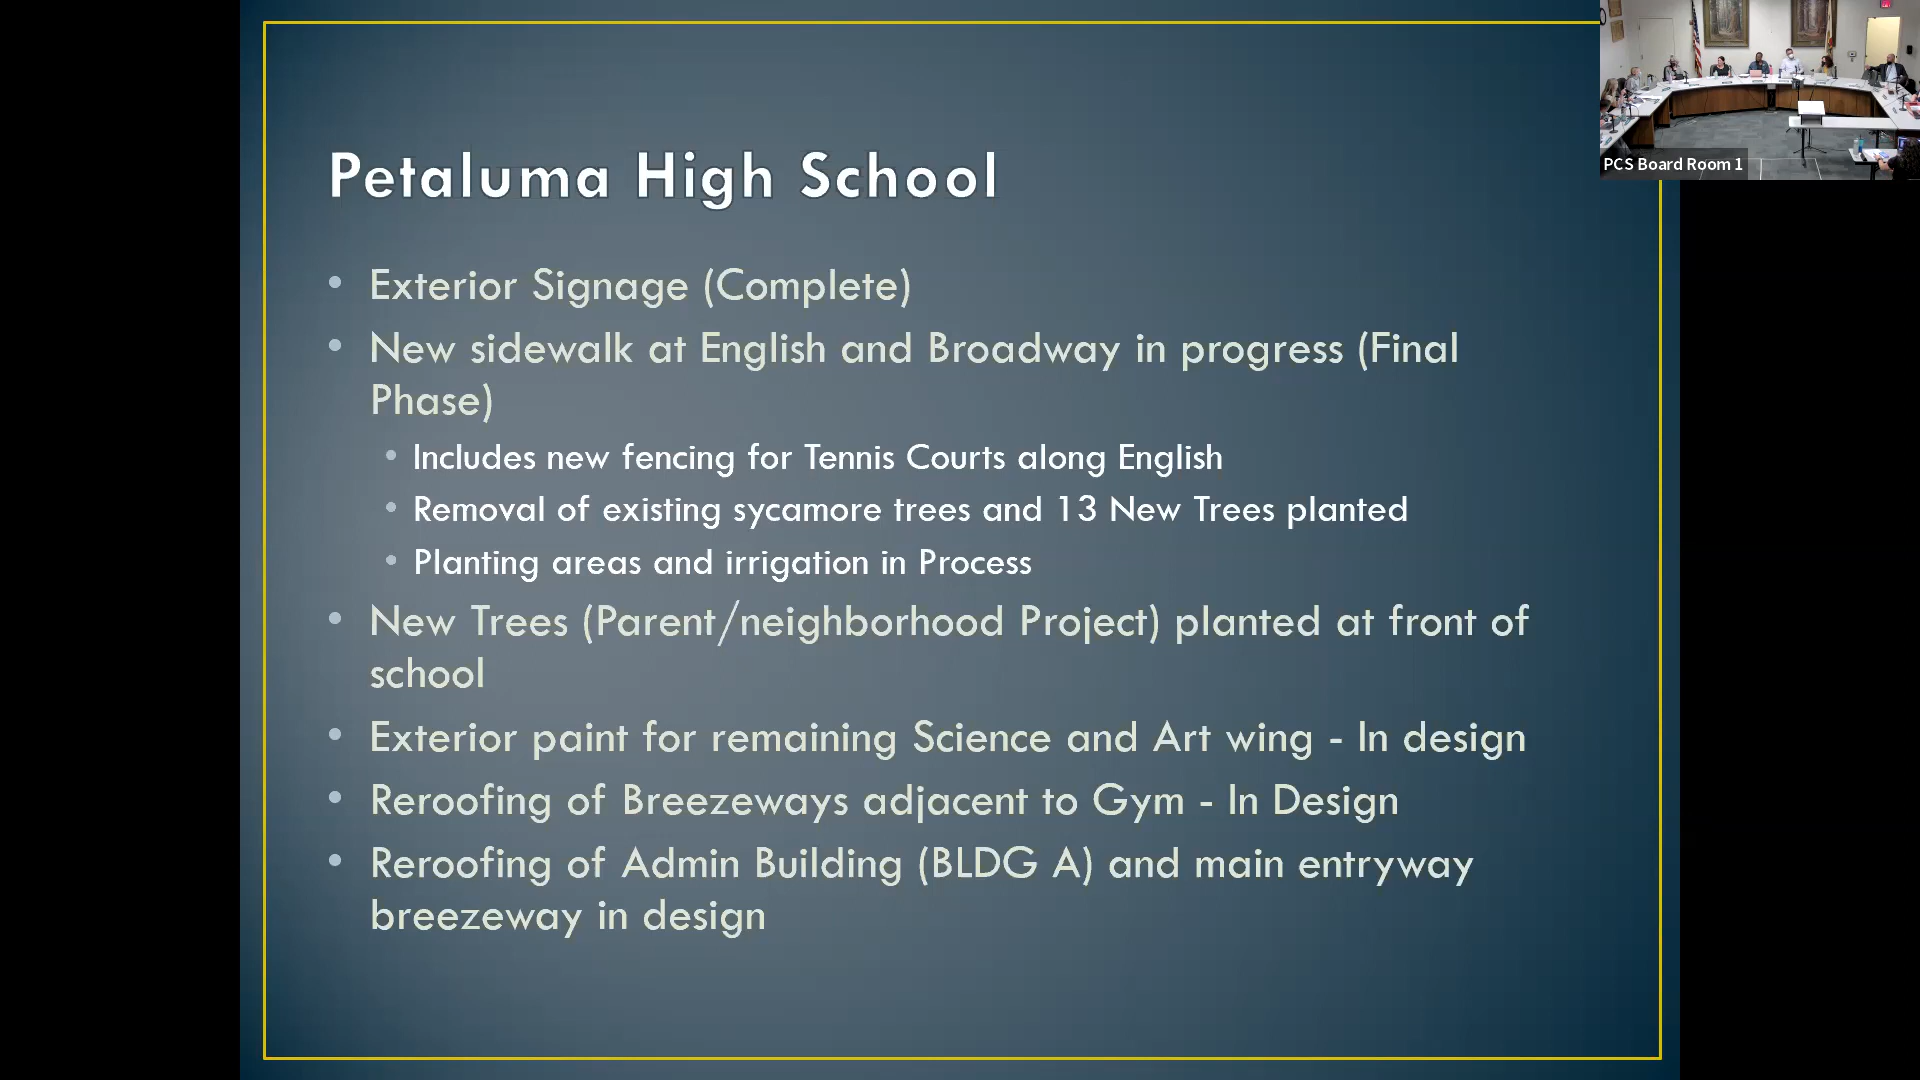 Petaluma High School
• Exterior Signage (Complete)
• New sidewalk at English and Broadway in progress (Final
Phase)
• Includes new fencing for Tennis Courts along English
• Removal of existing sycamore trees and 13 New Trees planted
• Planting areas and irrigation in Process
• New Trees (Parent/neighborhood Project) planted at front of
school
• Exterior paint for remaining Science and Art wing - In design
• Reroofing of Breezeways adjacent to Gym - In Design
• Reroofing of Admin Building (BLDG A) and main entryway
breezeway in design
PCS Board Room 1